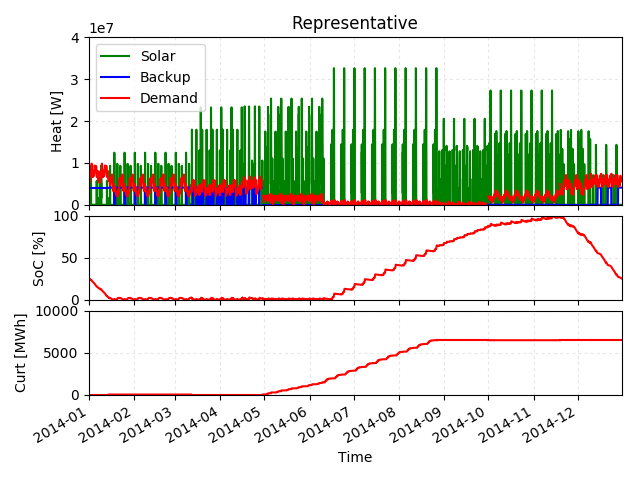 Representative
1e7
4
3
2
1
0
Heat [W]
Solar
Backup
Demand
100
50
0
SoC [%]
10000
5000
0
Curt [MWh]
2014-01
2014-02
2014-03
2014-04
2014-05
2014-06
2014-07
2014-08
2014-09
2014-10
2014-11
2014-12
Time